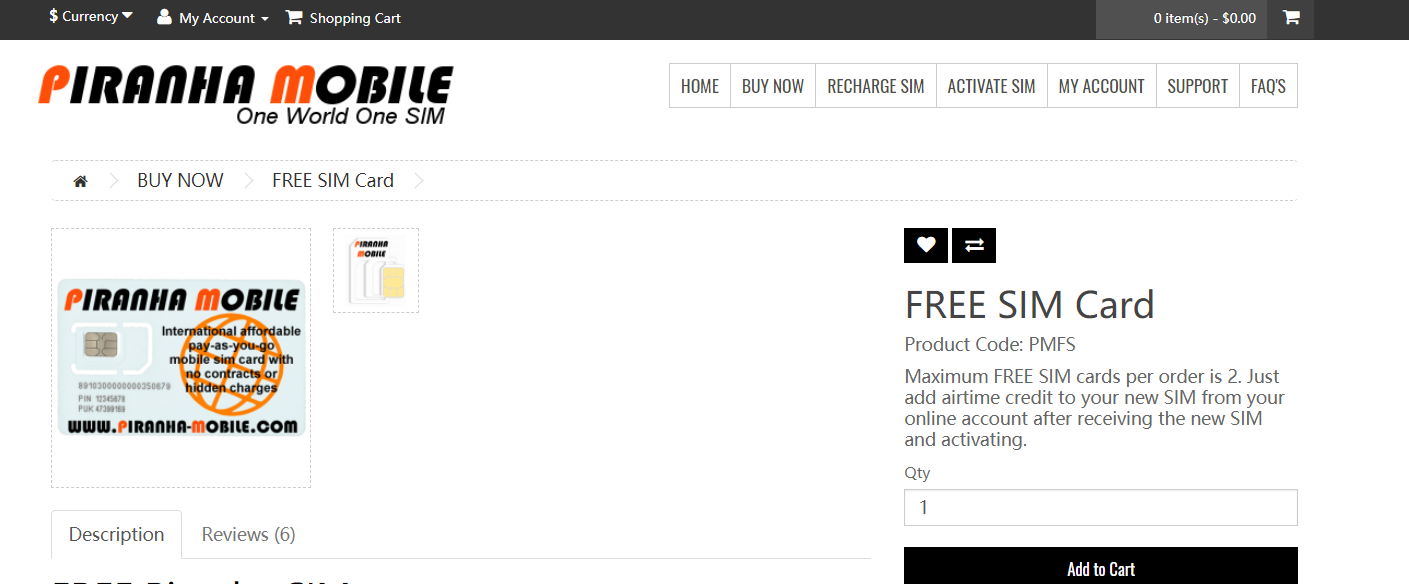 $ Currency
My Account
Shopping Cart
0 item(s) - $0.00
PIRANHA MOBILE
One World One SIM
HOME
BUY NOW
RECHARGE SIM
ACTIVATE SIM
MY ACCOUNT
SUPPORT
FAQ'S
BUY NOW
FREE SIM Card
PIRANHA MOBILE
International affordable
pay-as-you-go
mobile sim card with
no contracts or
hidden charges
PIN 12345678
WWW.PIRANHA-MOBILE.COM
PIRANHA
MOBILE
FREE SIM Card
Product Code: PMFS
Maximum FREE SIM cards per order is 2. Just
add airtime credit to your new SIM from your
online account after receiving the new SIM
and activating.
Qty
1
Add to Cart
Description
Reviews (6)